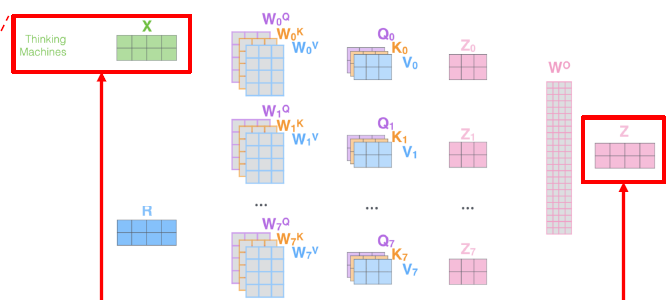 Thinking
Machines
X
W₀Q
W₀K
W₀V
Q₀
K₀
V₀
Z₀
W₁Q
W₁K
W₁V
Q₁
K₁
V₁
Z₁
WO
Z
...
...
...
R
W₇Q
W₇K
W₇V
Q₇
K₇
V₇
Z₇